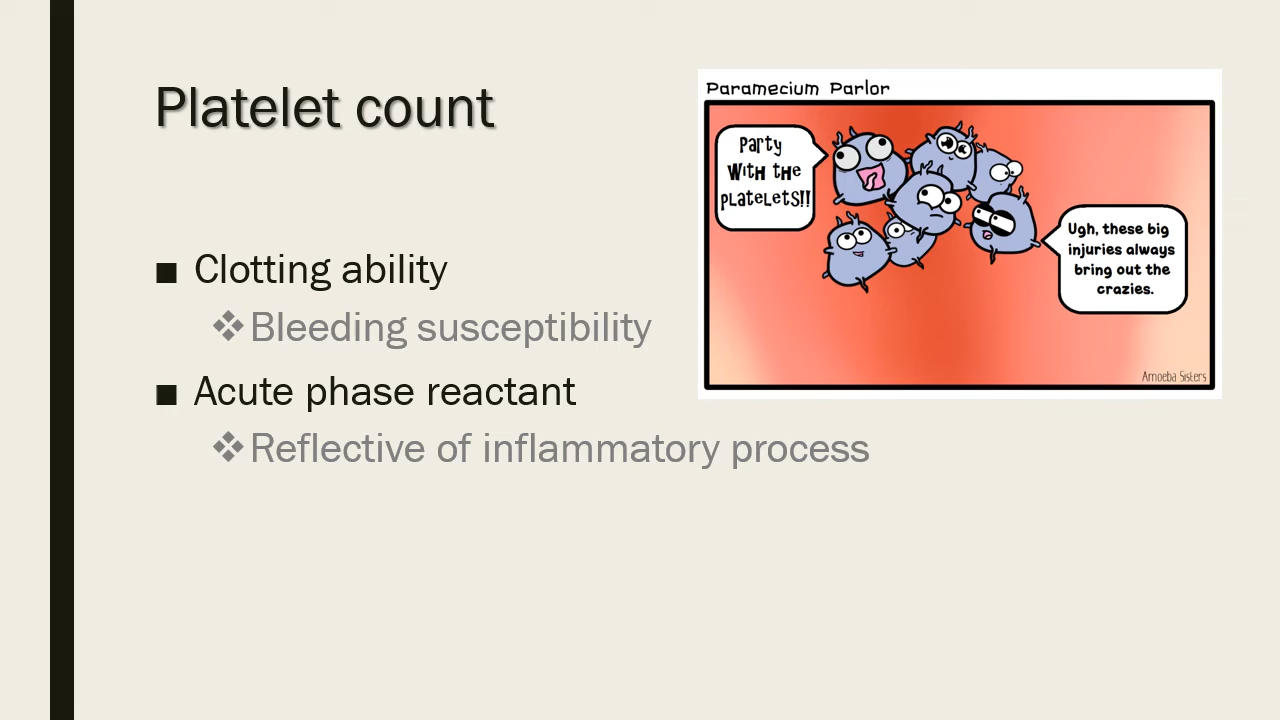 Platelet count
■ Clotting ability
❖Bleeding susceptibility
■ Acute phase reactant
❖Reflective of inflammatory process
Paramecium Parlor
Party
With the
Platelets!!
Ugh, these big
injuries always
bring out the
crazies.
Amoeba Sisters